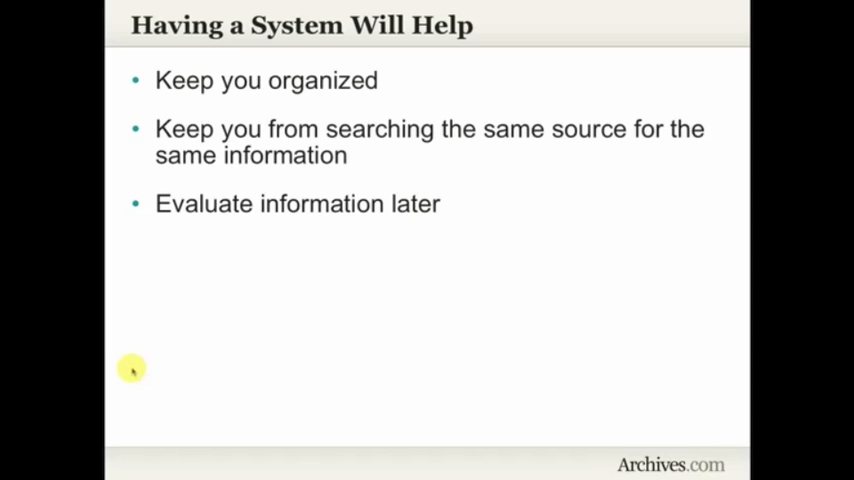 Having a System Will Help
• Keep you organized
• Keep you from searching the same source for the
same information
• Evaluate information later
Archives.com